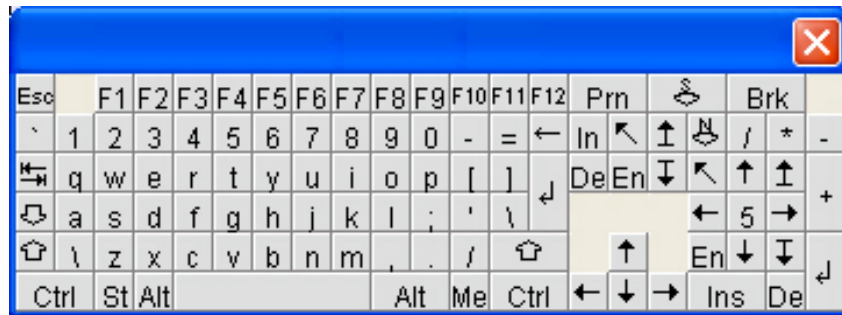 Esc F1 F2 F3 F4 F5 F6 F7 F8 F9 F10 F11 F12 Prn S Brk
` 1 2 3 4 5 6 7 8 9 0 - = ← In ↖ ↥ N / * -
↹ q w e r t y u i o p [ ] ↲ De En ↧ ↖ ↑ ↥ +
a s d f g h j k l ; ' \ ← 5 →
⇧ \ z x c v b n m , . / ⇧ ↑ En ↓ ↧ ↲
Ctrl St Alt Alt Me Ctrl ← ↓ → Ins De